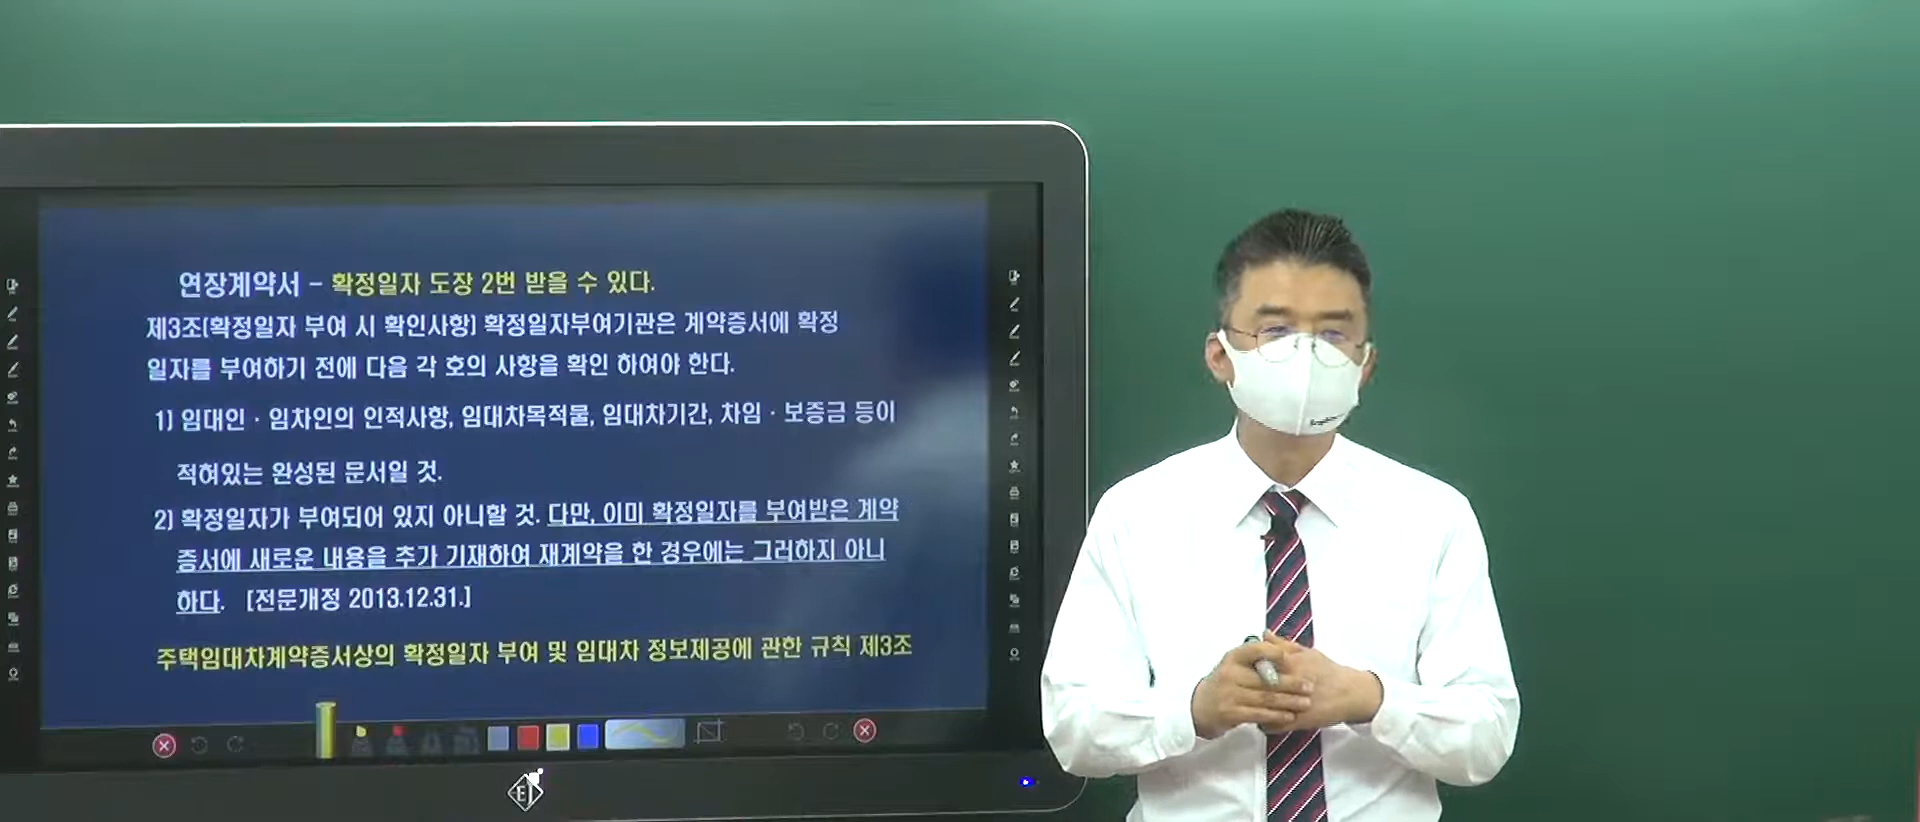 연장계약서 - 확정일자 도장 2번 받을 수 있다.
제3조[확정일자 부여 시 확인사항] 확정일자부여기관은 계약증서에 확정
일자를 부여하기 전에 다음 각 호의 사항을 확인 하여야 한다.
1] 임대인 · 임차인의 인적사항, 임대차목적물, 임대차기간, 차임 · 보증금 등이
적혀있는 완성된 문서일 것.
2] 확정일자가 부여되어 있지 아니할 것. 다만, 이미 확정일자를 부여받은 계약
증서에 새로운 내용을 추가 기재하여 재계약을 한 경우에는 그러하지 아니
하다. [전문개정 2013.12.31.]
주택임대차계약증서상의 확정일자 부여 및 임대차 정보제공에 관한 규칙 제3조